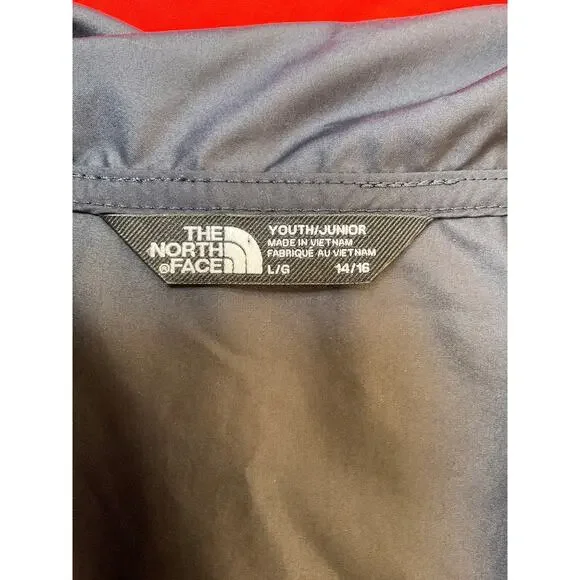 THE
NORTH
®FACE
YOUTH/JUNIOR
MADE IN VIETNAM
FABRIQUÉ AU VIETNAM
L/G 14/16